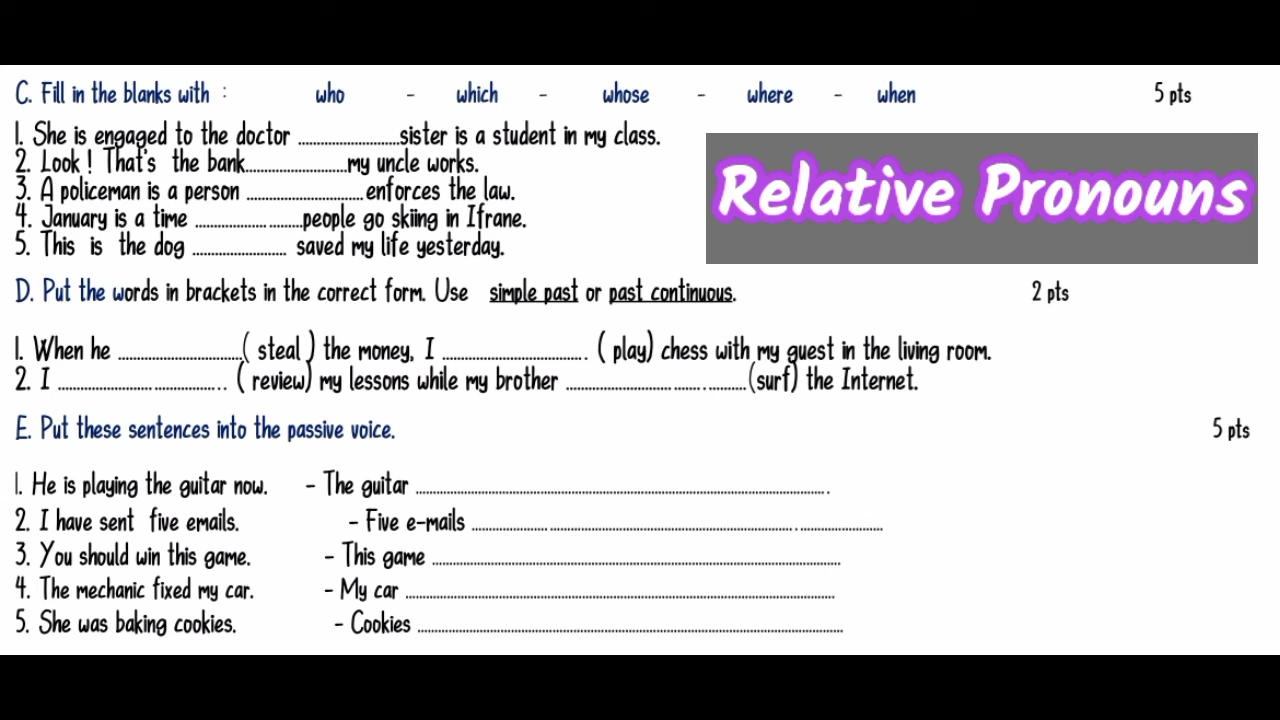 C. Fill in the blanks with : who - which - whose - where - when 5 pts
1. She is engaged to the doctor ..........................sister is a student in my class.
2. Look ! That's the bank..........................my uncle works.
3. A policeman is a person ..............................enforces the law.
4. January is a time ...........................people go skiing in Ifrane.
5. This is the dog ........................ saved my life yesterday.
Relative Pronouns
D. Put the words in brackets in the correct form. Use simple past or past continuous. 2 pts
1. When he ................................( steal ) the money, I .................................... ( play) chess with my guest in the living room.
2. I ............................................ ( review) my lessons while my brother ..............................................(surf) the Internet.
E. Put these sentences into the passive voice. 5 pts
1. He is playing the guitar now. - The guitar ..........................................................................................................
2. I have sent five emails. - Five e-mails ..........................................................................................................
3. You should win this game. - This game ..........................................................................................................
4. The mechanic fixed my car. - My car ..............................................................................................................
5. She was baking cookies. - Cookies ..............................................................................................................